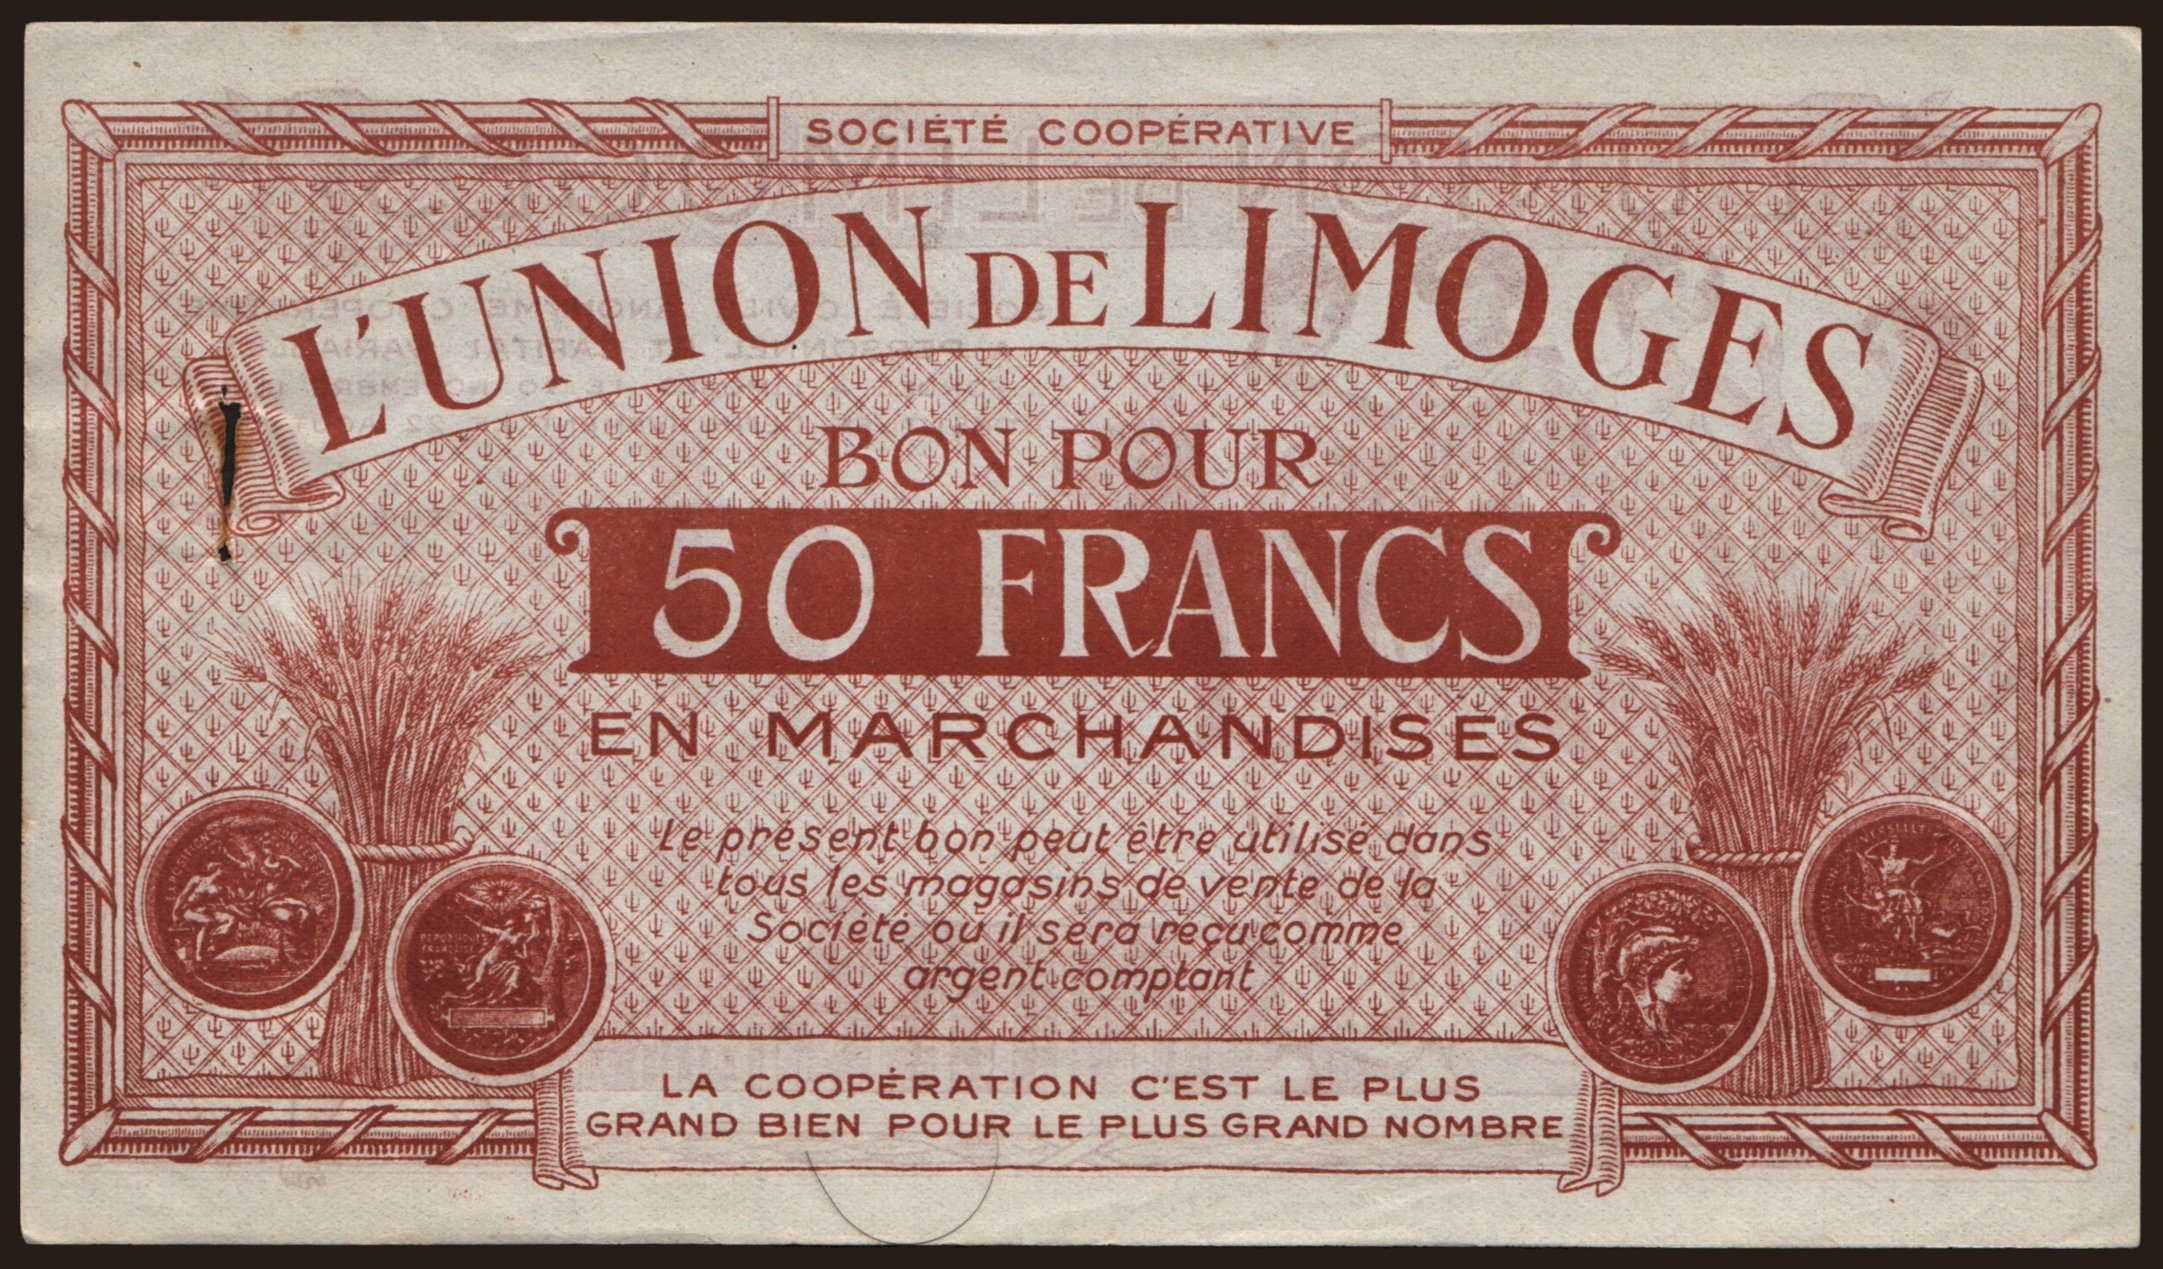 SOCIÉTÉ COOPÉRATIVE
L'UNION DE LIMOGES
BON POUR
50 FRANCS
EN MARCHANDISES
Le présent bon peut être utilisé dans
tous les magasins de vente de la
Société ou il sera reçu comme
argent comptant
LA COOPÉRATION C'EST LE PLUS
GRAND BIEN POUR LE PLUS GRAND NOMBRE